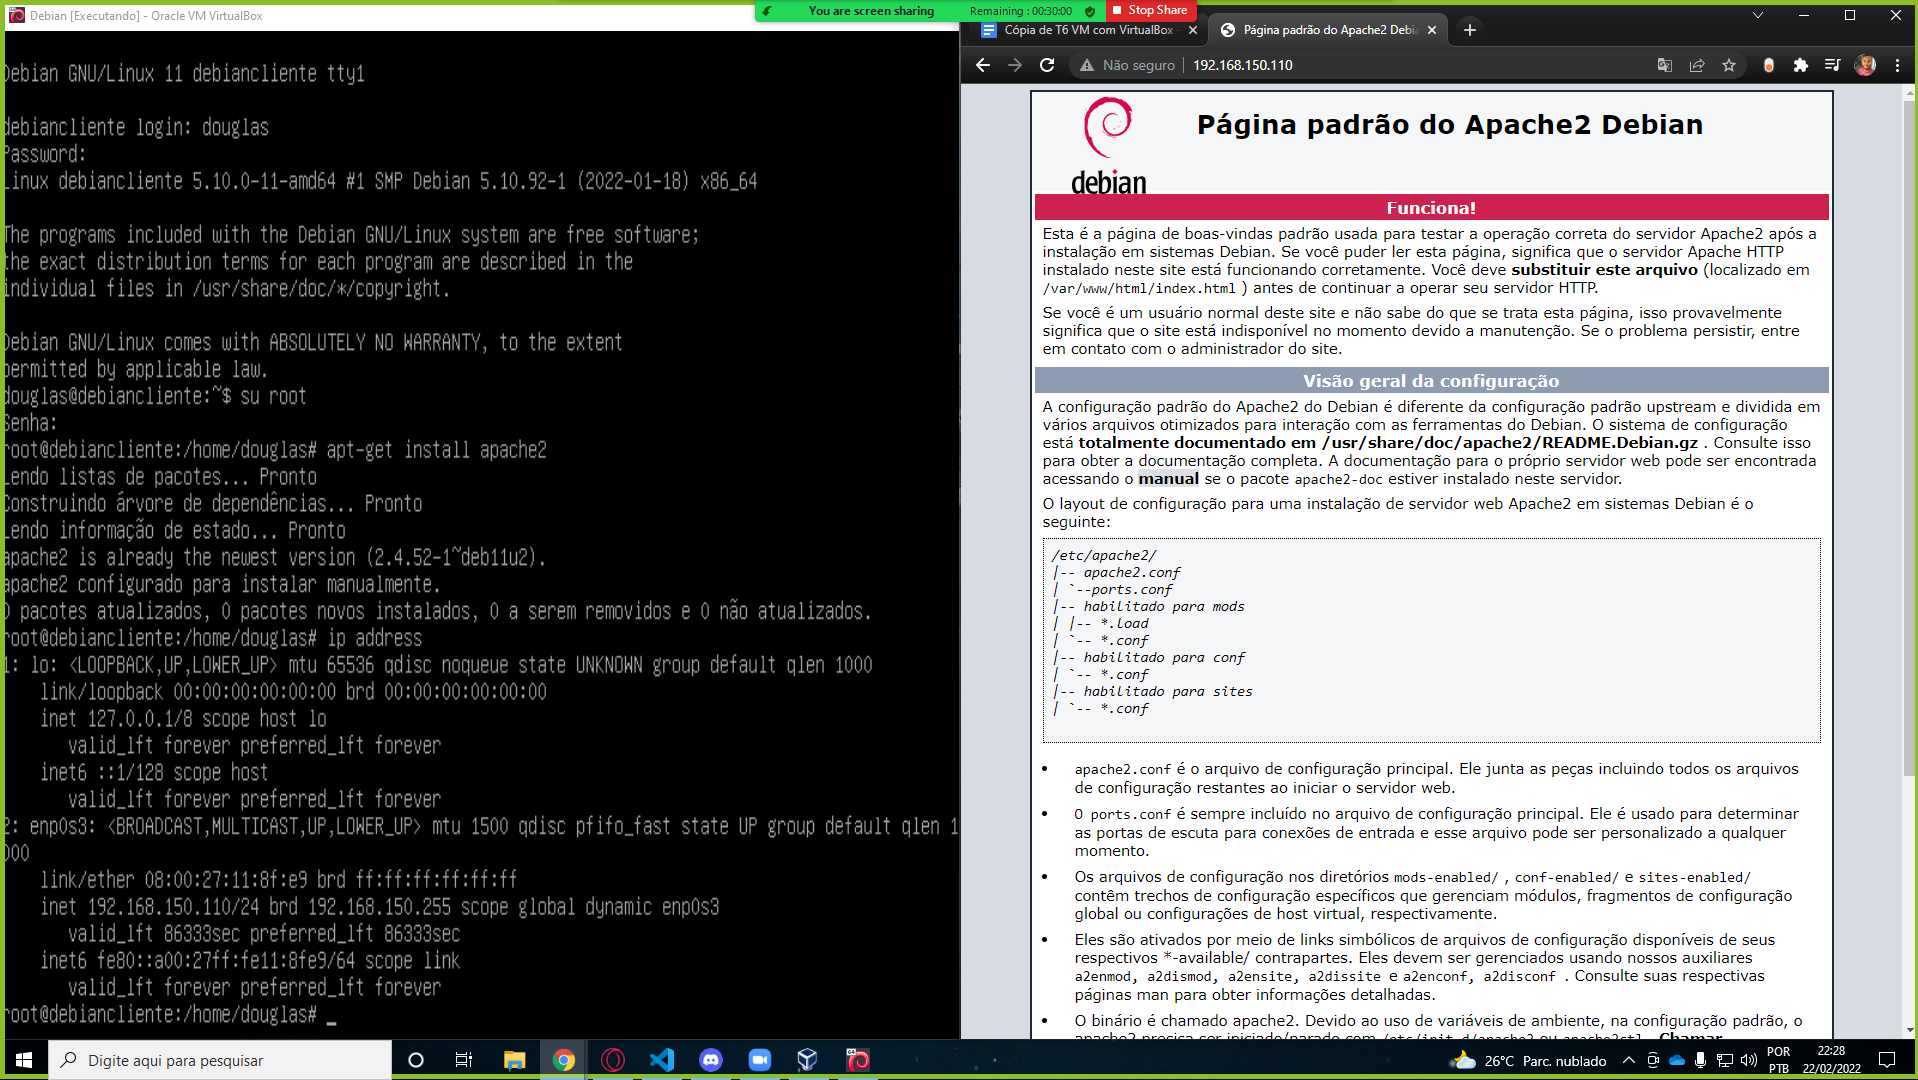 Debian [Executando] - Oracle VM VirtualBox
You are screen sharing
Remaining : 00:30:00
Stop Share
Debian GNU/Linux 11 debiancliente tty1
debiancliente login: douglas
Password:
Linux debiancliente 5.10.0-11-amd64 #1 SMP Debian 5.10.92-1 (2022-01-18) x86_64
The programs included with the Debian GNU/Linux system are free software;
the exact distribution terms for each program are described in the
individual files in /usr/share/doc/*/copyright.
Debian GNU/Linux comes with ABSOLUTELY NO WARRANTY, to the extent
permitted by applicable law.
douglas@debiancliente:~$ su root
Senha:
root@debiancliente:/home/douglas# apt-get install apache2
Lendo listas de pacotes... Pronto
Construindo árvore de dependências... Pronto
Lendo informação de estado... Pronto
apache2 is already the newest version (2.4.52-1~deb11u2).
apache2 configurado para instalar manualmente.
0 pacotes atualizados, 0 pacotes novos instalados, 0 a serem removidos e 0 não atualizados.
root@debiancliente:/home/douglas# ip address
1: lo: <LOOPBACK,UP,LOWER_UP> mtu 65536 qdisc noqueue state UNKNOWN group default qlen 1000
link/loopback 00:00:00:00:00:00 brd 00:00:00:00:00:00
inet 127.0.0.1/8 scope host lo
valid_lft forever preferred_lft forever
inet6 ::1/128 scope host
valid_lft forever preferred_lft forever
2: enp0s3: <BROADCAST,MULTICAST,UP,LOWER_UP> mtu 1500 qdisc pfifo_fast state UP group default qlen 1
000
link/ether 08:00:27:11:8f:e9 brd ff:ff:ff:ff:ff:ff
inet 192.168.150.110/24 brd 192.168.150.255 scope global dynamic enp0s3
valid_lft 86333sec preferred_lft 86333sec
inet6 fe80::a00:27ff:fe11:8fe9/64 scope link
valid_lft forever preferred_lft forever
root@debiancliente:/home/douglas# _
Cópia de T6 VM com VirtualBox -
Página padrão do Apache2 Debia
Não seguro
192.168.150.110
debian
Página padrão do Apache2 Debian
Funciona!
Esta é a página de boas-vindas padrão usada para testar a operação correta do servidor Apache2 após a
instalação em sistemas Debian. Se você puder ler esta página, significa que o servidor Apache HTTP
instalado neste site está funcionando corretamente. Você deve substituir este arquivo (localizado em
/var/www/html/index.html ) antes de continuar a operar seu servidor HTTP.
Se você é um usuário normal deste site e não sabe do que se trata esta página, isso provavelmente
significa que o site está indisponível no momento devido a manutenção. Se o problema persistir, entre
em contato com o administrador do site.
Visão geral da configuração
A configuração padrão do Apache2 do Debian é diferente da configuração padrão upstream e dividida em
vários arquivos otimizados para interação com as ferramentas do Debian. O sistema de configuração
está totalmente documentado em /usr/share/doc/apache2/README.Debian.gz . Consulte isso
para obter a documentação completa. A documentação para o próprio servidor web pode ser encontrada
acessando o manual se o pacote apache2-doc estiver instalado neste servidor.
O layout de configuração para uma instalação de servidor web Apache2 em sistemas Debian é o
seguinte:
/etc/apache2/
|-- apache2.conf
| `--ports.conf
|-- habilitado para mods
| |-- *.load
| `-- *.conf
|-- habilitado para conf
| `-- *.conf
|-- habilitado para sites
| `-- *.conf
• apache2.conf é o arquivo de configuração principal. Ele junta as peças incluindo todos os arquivos
de configuração restantes ao iniciar o servidor web.
• O ports.conf é sempre incluído no arquivo de configuração principal. Ele é usado para determinar
as portas de escuta para conexões de entrada e esse arquivo pode ser personalizado a qualquer
momento.
• Os arquivos de configuração nos diretórios mods-enabled/ , conf-enabled/ e sites-enabled/
contêm trechos de configuração específicos que gerenciam módulos, fragmentos de configuração
global ou configurações de host virtual, respectivamente.
• Eles são ativados por meio de links simbólicos de arquivos de configuração disponíveis de seus
respectivos *-available/ contrapartes. Eles devem ser gerenciados usando nossos auxiliares
a2enmod, a2dismod, a2ensite, a2dissite e a2enconf, a2disconf . Consulte suas respectivas
páginas man para obter informações detalhadas.
• O binário é chamado apache2. Devido ao uso de variáveis de ambiente, na configuração padrão, o
apache2 precisa ser iniciado/parado com /etc/init.d/apache2 ou apache2ctl . Chamar
Digite aqui para pesquisar
26°C Parc. nublado
POR
PTB
22:28
22/02/2022